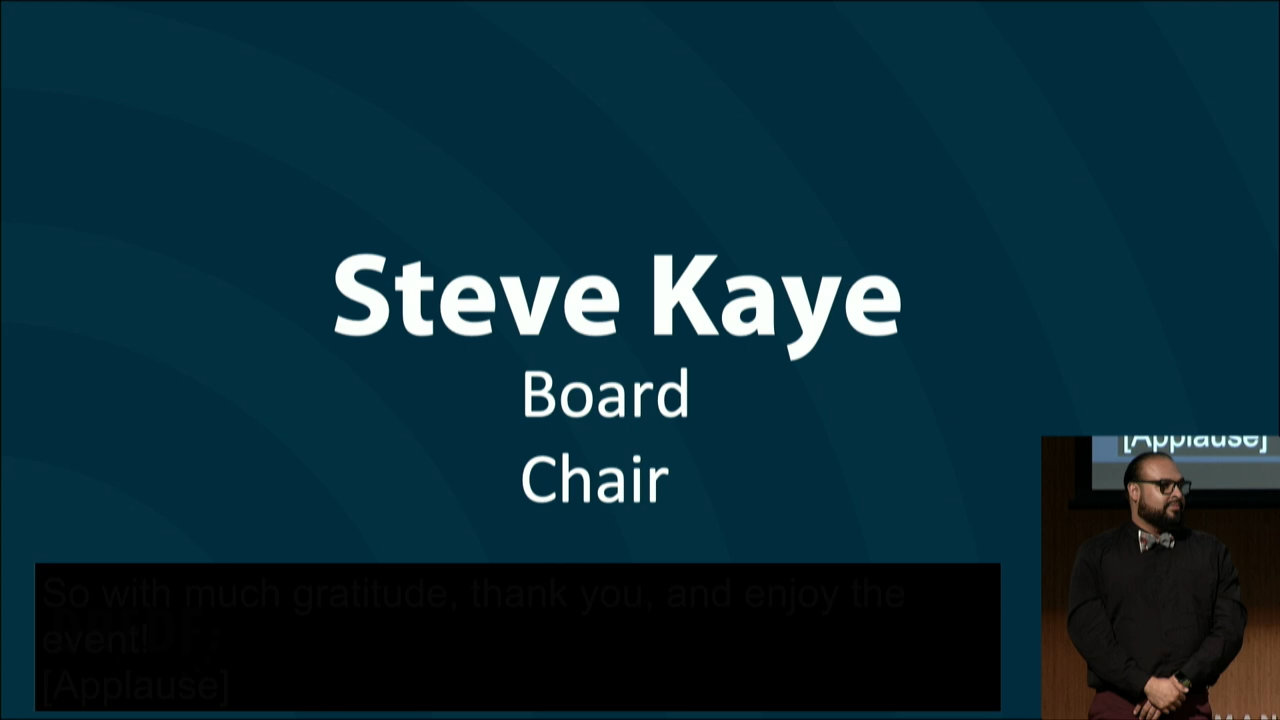 Steve Kaye
Board
Chair
[Applause]
So with much gratitude, thank you, and enjoy the
event!
[Applause]